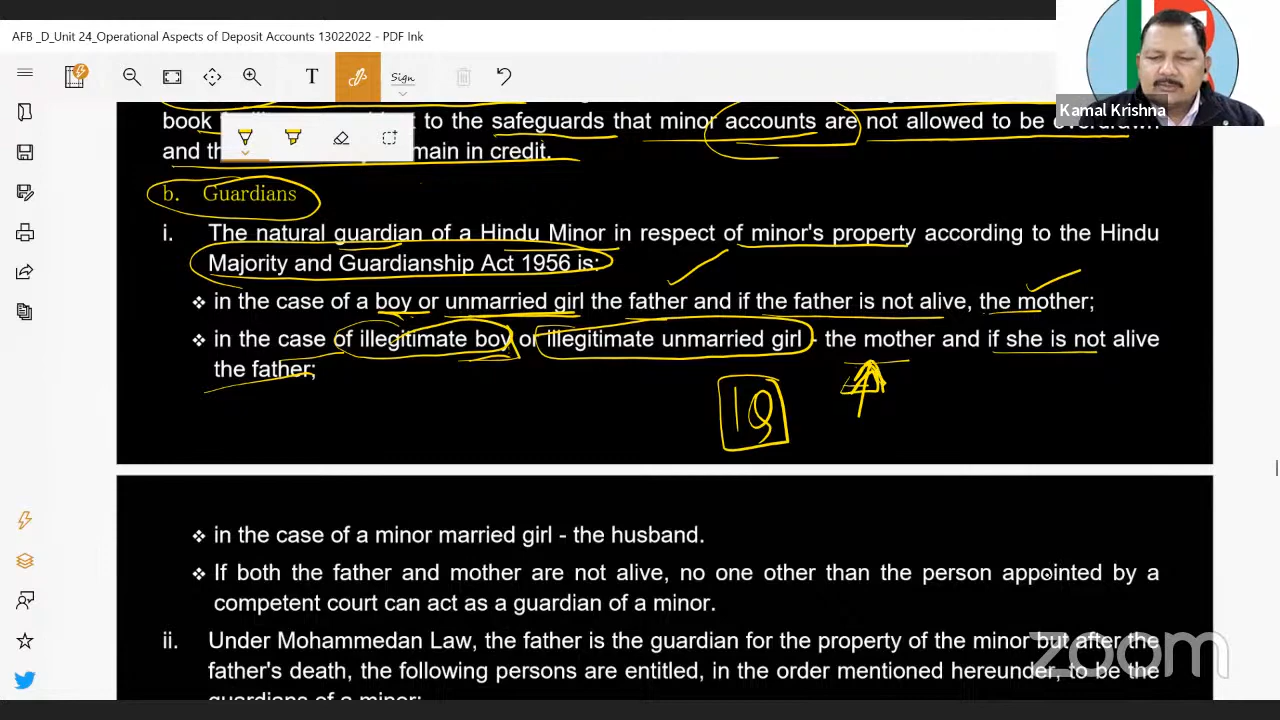 AFB _D_Unit 24_Operational Aspects of Deposit Accounts 13022022 - PDF Ink
T
Sign
Kamal Krishna
book to the safeguards that minor accounts are not allowed to be overdrawn
and main in credit.
b. Guardians
i. The natural guardian of a Hindu Minor in respect of minor's property according to the Hindu
Majority and Guardianship Act 1956 is:
❖ in the case of a boy or unmarried girl the father and if the father is not alive, the mother;
❖ in the case of illegitimate boy or illegitimate unmarried girl - the mother and if she is not alive
the father;
❖ in the case of a minor married girl - the husband.
❖ If both the father and mother are not alive, no one other than the person appointed by a
competent court can act as a guardian of a minor.
ii. Under Mohammedan Law, the father is the guardian for the property of the minor but after the
father's death, the following persons are entitled, in the order mentioned hereunder, to be the
guardians of a minor:
zoom